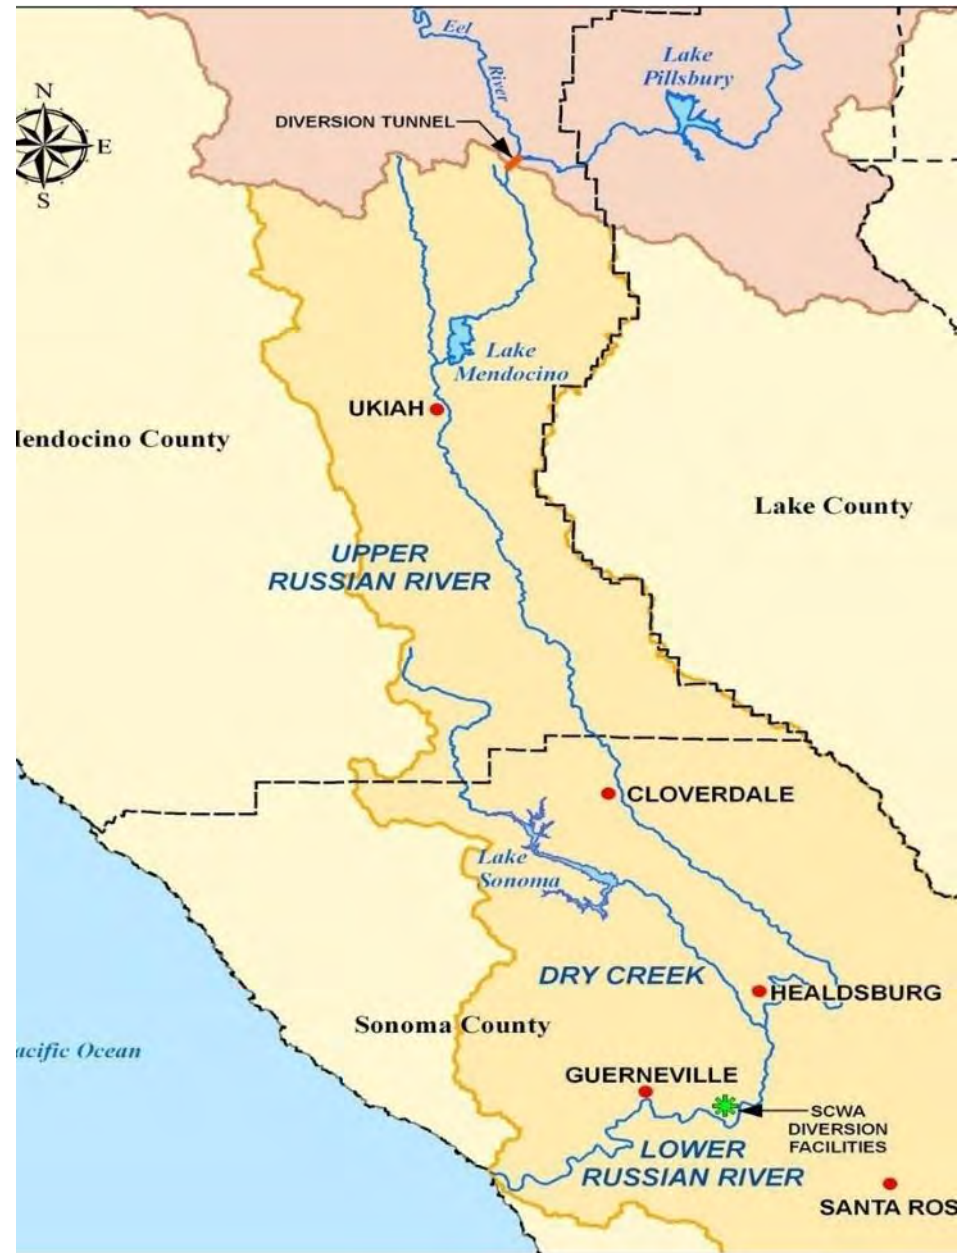 Eel
River
Lake
Pillsbury
N
E
S
DIVERSION TUNNEL
Lake
Mendocino
UKIAH
lendocino County
Lake County
UPPER
RUSSIAN RIVER
CLOVERDALE
Lake
Sonoma
DRY CREEK
HEALDSBURG
Sonoma County
acific Ocean
GUERNEVILLE
SCWA
DIVERSION
FACILITIES
LOWER
RUSSIAN RIVER
SANTA ROS